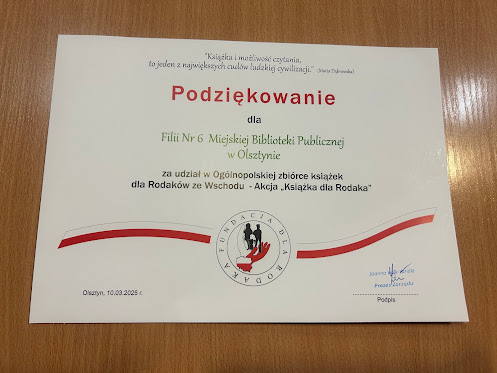 "Książka i możliwość czytania,
to jeden z największych cudów ludzkiej cywilizacji." (Maria Dąbrowska)
Podziękowanie
dla
Filii Nr 6 Miejskiej Biblioteki Publicznej
w Olsztynie
za udział w Ogólnopolskiej zbiórce książek
dla Rodaków ze Wschodu - Akcja „Książka dla Rodaka”
FUNDACJA DLA RODAKA
Joanna
Prezes Zarządu
Olsztyn, 10.03.2025 r.
Podpis